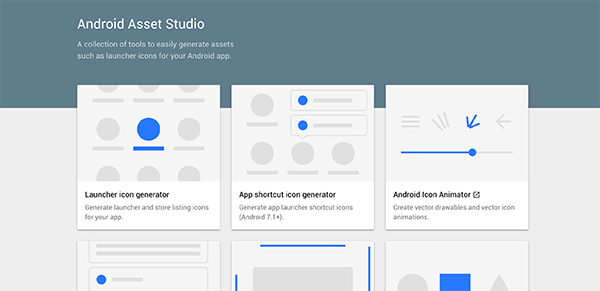 Android Asset Studio
A collection of tools to easily generate assets
such as launcher icons for your Android app.
Launcher icon generator
Generate launcher and store listing icons
for your app.
App shortcut icon generator
Generate app launcher shortcut icons
(Android 7.1+).
Android Icon Animator
Create vector drawables and vector icon
animations.